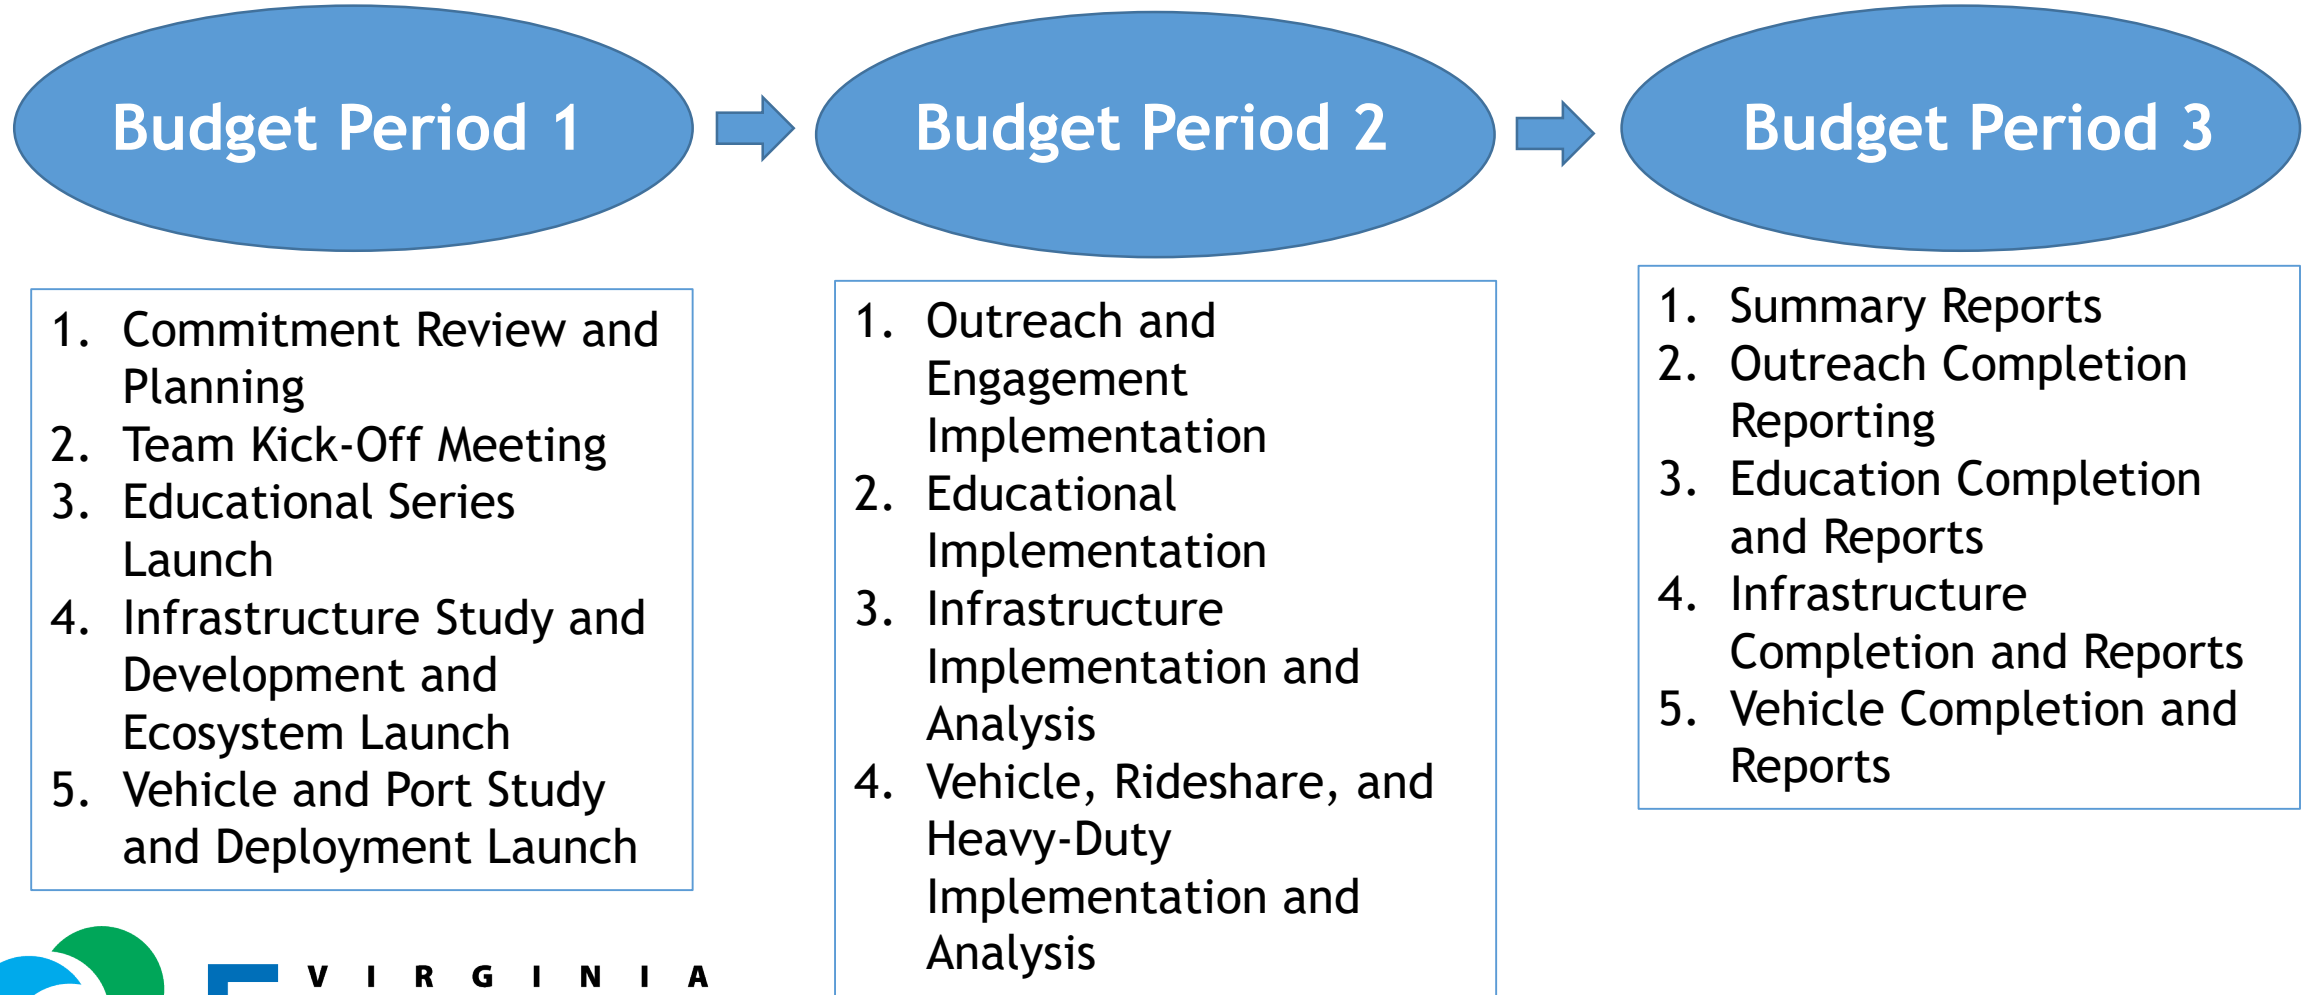 Budget Period 1
Budget Period 2
Budget Period 3
1. Commitment Review and
Planning
2. Team Kick-Off Meeting
3. Educational Series
Launch
4. Infrastructure Study and
Development and
Ecosystem Launch
5. Vehicle and Port Study
and Deployment Launch
1. Outreach and
Engagement
Implementation
2. Educational
Implementation
3. Infrastructure
Implementation and
Analysis
4. Vehicle, Rideshare, and
Heavy-Duty
Implementation and
Analysis
1. Summary Reports
2. Outreach Completion
Reporting
3. Education Completion
and Reports
4. Infrastructure
Completion and Reports
5. Vehicle Completion and
Reports
VIRGINIA